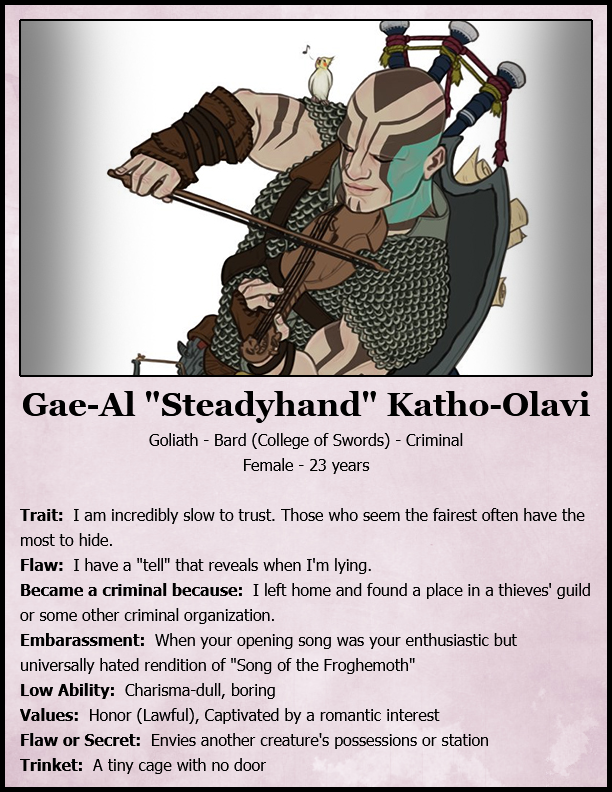 Gae-Al "Steadyhand" Katho-Olavi
Goliath - Bard (College of Swords) - Criminal
Female - 23 years
Trait: I am incredibly slow to trust. Those who seem the fairest often have the
most to hide.
Flaw: I have a "tell" that reveals when I'm lying.
Became a criminal because: I left home and found a place in a thieves' guild
or some other criminal organization.
Embarassment: When your opening song was your enthusiastic but
universally hated rendition of "Song of the Froghemoth"
Low Ability: Charisma-dull, boring
Values: Honor (Lawful), Captivated by a romantic interest
Flaw or Secret: Envies another creature's possessions or station
Trinket: A tiny cage with no door